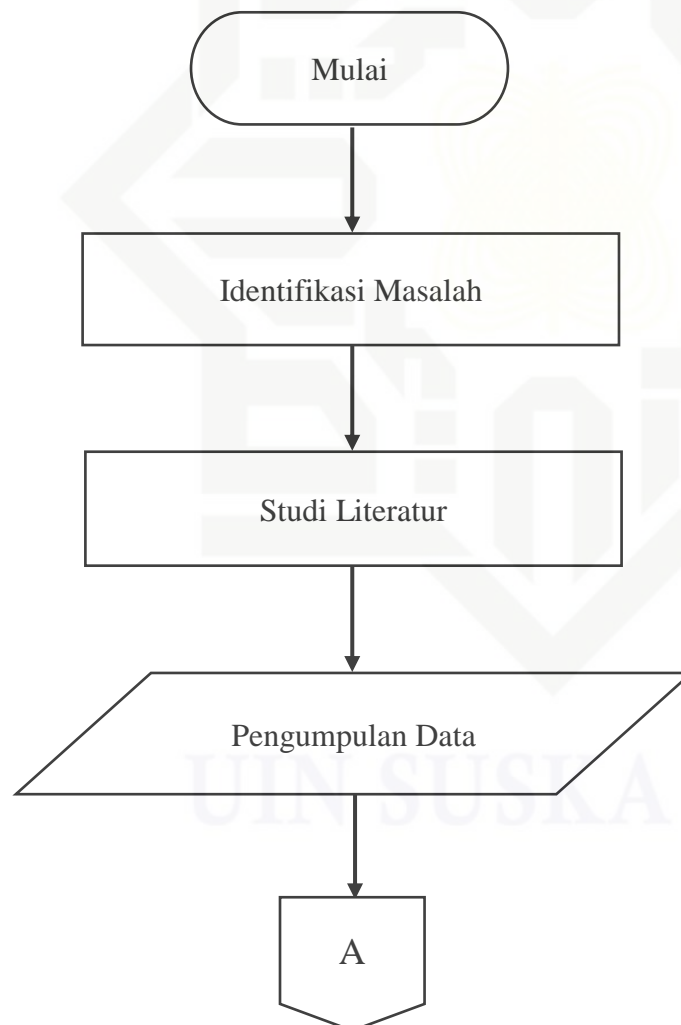 Mulai
Identifikasi Masalah
Studi Literatur
Pengumpulan Data
UIN SUSKA
A